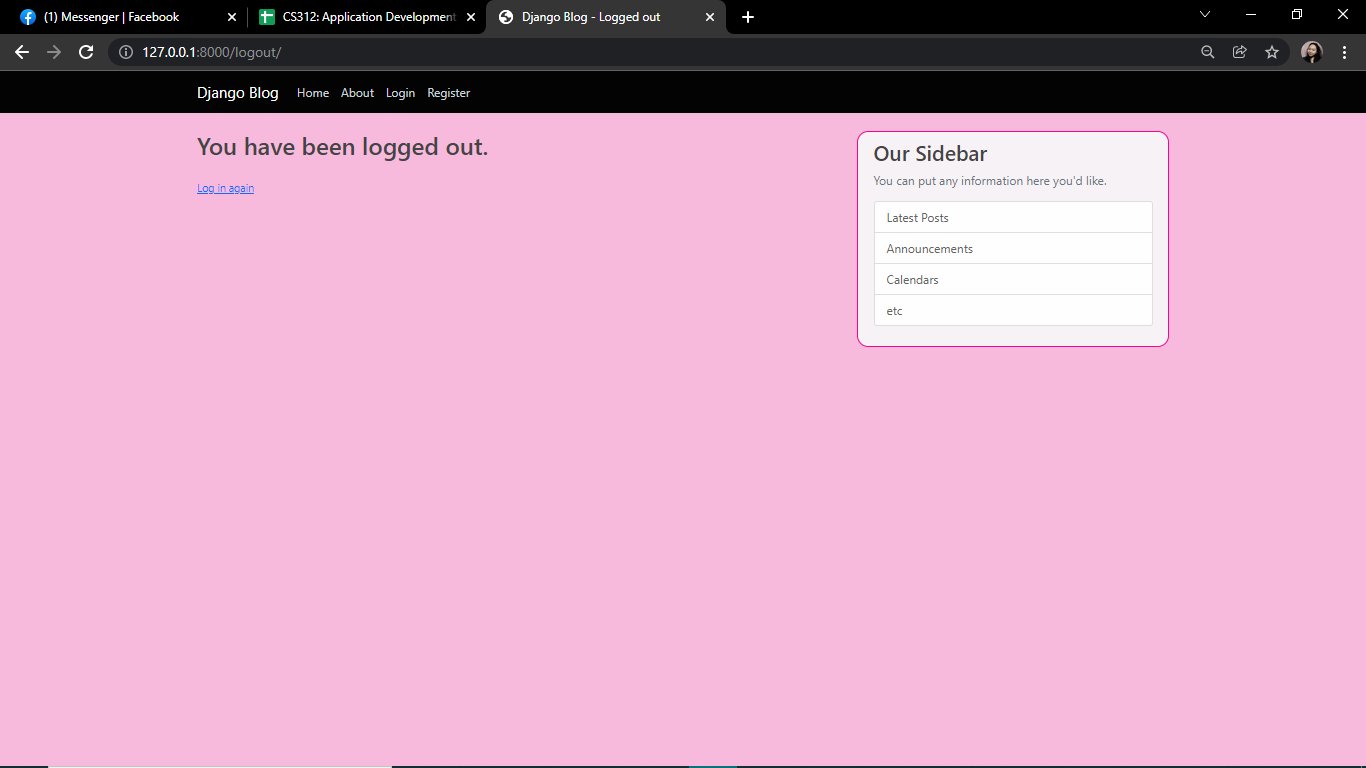 (1) Messenger | Facebook
CS312: Application Development
Django Blog - Logged out
127.0.0.1:8000/logout/
Django Blog
Home
About
Login
Register
You have been logged out.
Log in again
Our Sidebar
You can put any information here you'd like.
Latest Posts
Announcements
Calendars
etc